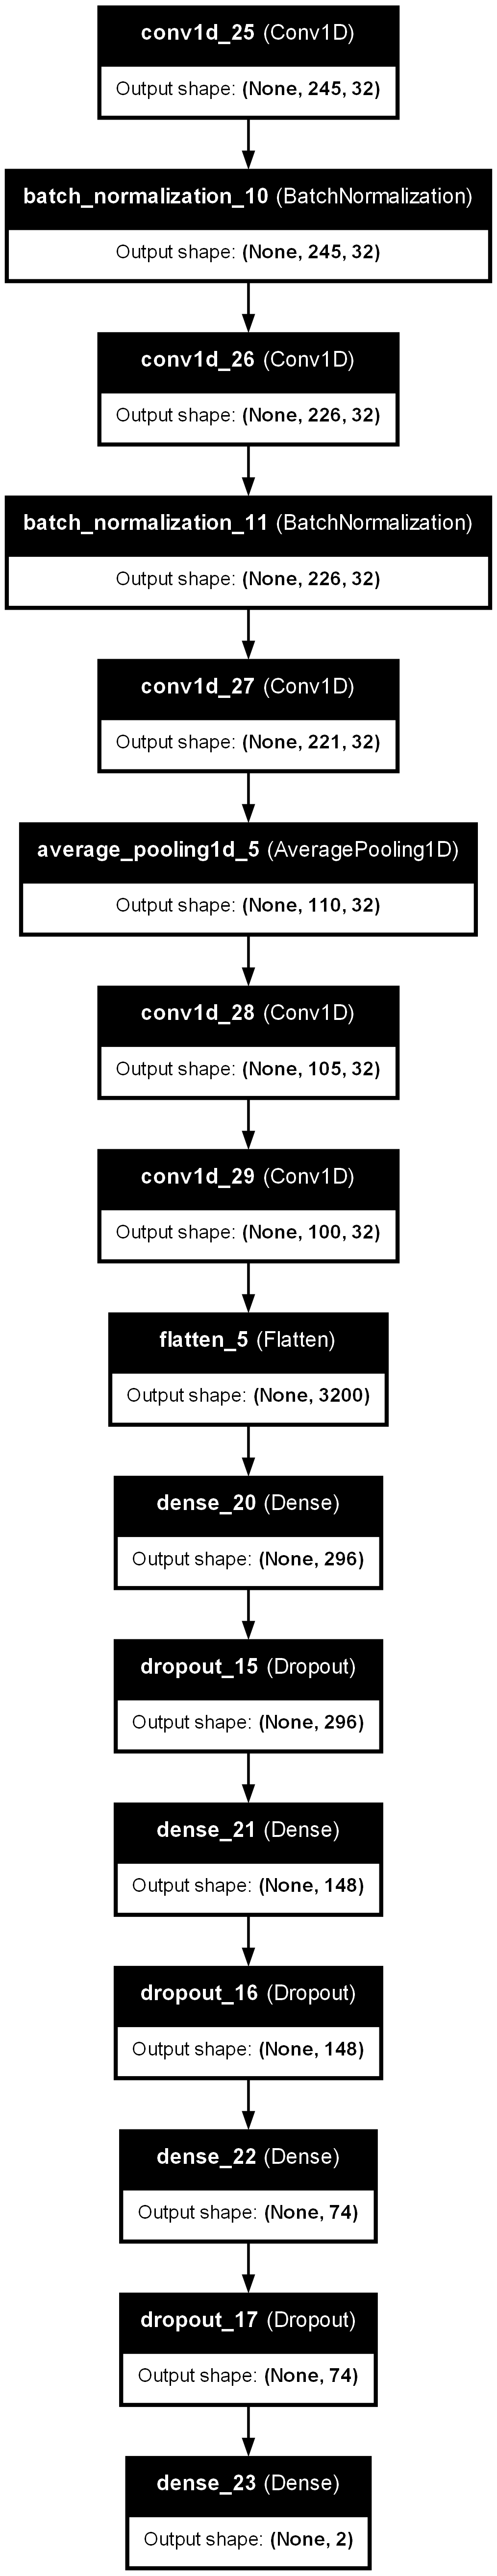 conv1d_25 (Conv1D)
Output shape: (None, 245, 32)
batch_normalization_10 (BatchNormalization)
Output shape: (None, 245, 32)
conv1d_26 (Conv1D)
Output shape: (None, 226, 32)
batch_normalization_11 (BatchNormalization)
Output shape: (None, 226, 32)
conv1d_27 (Conv1D)
Output shape: (None, 221, 32)
average_pooling1d_5 (AveragePooling1D)
Output shape: (None, 110, 32)
conv1d_28 (Conv1D)
Output shape: (None, 105, 32)
conv1d_29 (Conv1D)
Output shape: (None, 100, 32)
flatten_5 (Flatten)
Output shape: (None, 3200)
dense_20 (Dense)
Output shape: (None, 296)
dropout_15 (Dropout)
Output shape: (None, 296)
dense_21 (Dense)
Output shape: (None, 148)
dropout_16 (Dropout)
Output shape: (None, 148)
dense_22 (Dense)
Output shape: (None, 74)
dropout_17 (Dropout)
Output shape: (None, 74)
dense_23 (Dense)
Output shape: (None, 2)